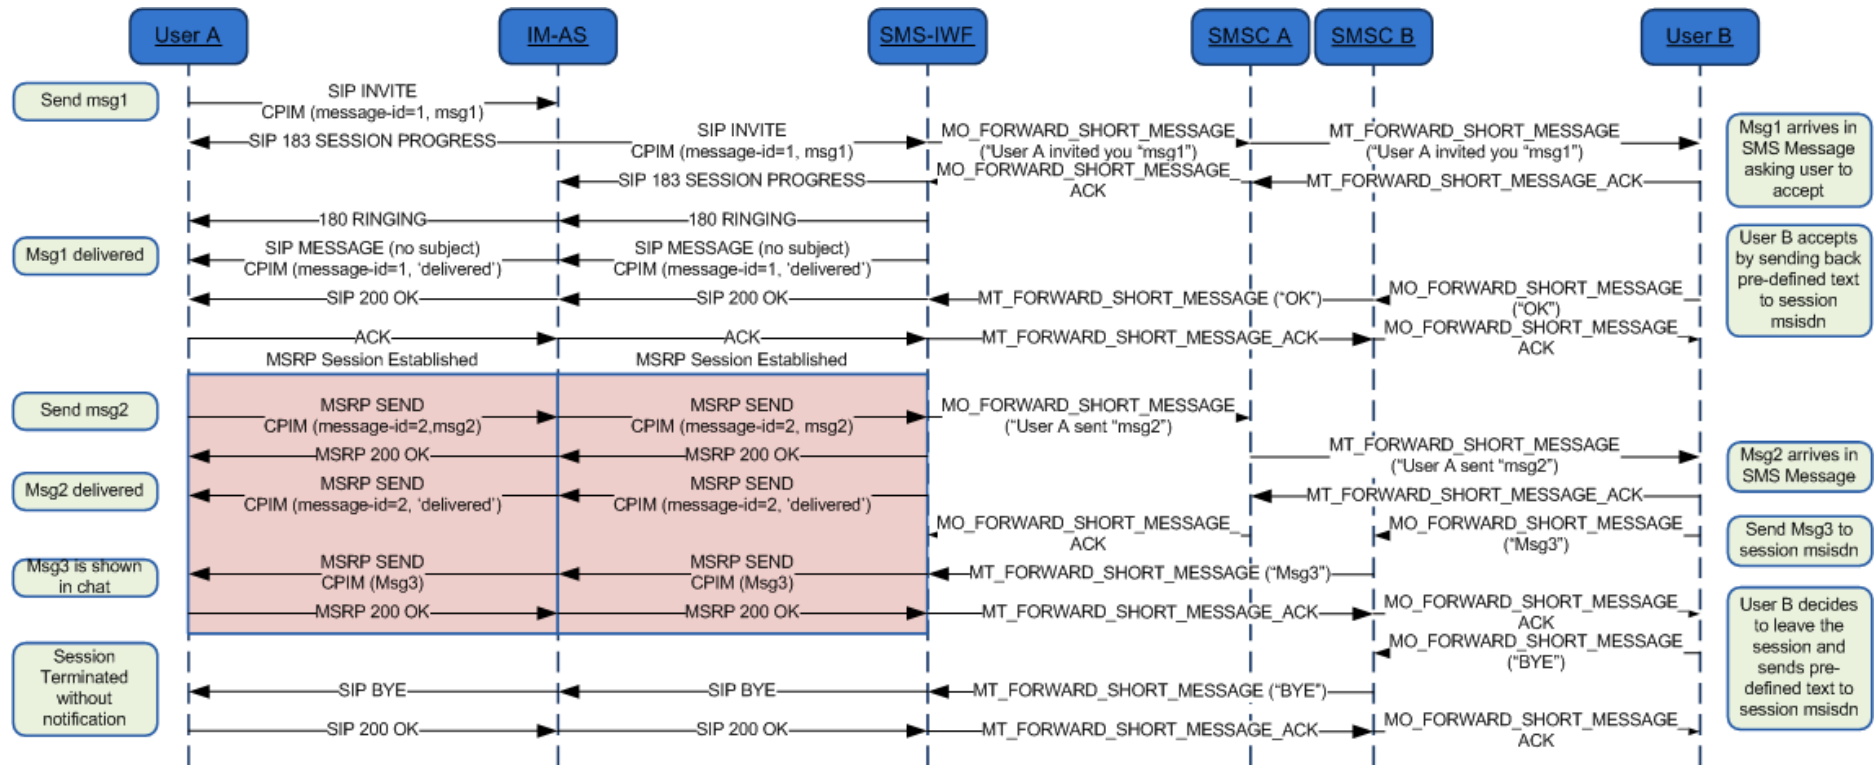 User A
IM-AS
SMS-IWF
SMSC A
SMSC B
User B
Send msg1
SIP INVITE
CPIM (message-id=1, msg1)
SIP 183 SESSION PROGRESS
SIP INVITE
CPIM (message-id=1, msg1)
MO_FORWARD_SHORT_MESSAGE
("User A invited you "msg1")
MT_FORWARD_SHORT_MESSAGE
("User A invited you "msg1")
Msg1 arrives in
SMS Message
asking user to
accept
SIP 183 SESSION PROGRESS
MO_FORWARD_SHORT_MESSAGE_
ACK
MT_FORWARD_SHORT_MESSAGE_ACK
180 RINGING
180 RINGING
Msg1 delivered
SIP MESSAGE (no subject)
CPIM (message-id=1, ‘delivered’)
SIP MESSAGE (no subject)
CPIM (message-id=1, ‘delivered’)
User B accepts
by sending back
pre-defined text
to session
msisdn
SIP 200 OK
SIP 200 OK
MT_FORWARD_SHORT_MESSAGE ("OK")
MO_FORWARD_SHORT_MESSAGE
("OK")
ACK
ACK
MT_FORWARD_SHORT_MESSAGE_ACK
MO_FORWARD_SHORT_MESSAGE_
ACK
MSRP Session Established
MSRP Session Established
Send msg2
MSRP SEND
CPIM (message-id=2,msg2)
MSRP SEND
CPIM (message-id=2, msg2)
MO_FORWARD_SHORT_MESSAGE
("User A sent "msg2")
MSRP 200 OK
MSRP 200 OK
MT_FORWARD_SHORT_MESSAGE
("User A sent "msg2")
Msg2 arrives in
SMS Message
Msg2 delivered
MSRP SEND
CPIM (message-id=2, ‘delivered’)
MSRP SEND
CPIM (message-id=2, ‘delivered’)
MT_FORWARD_SHORT_MESSAGE_ACK
MO_FORWARD_SHORT_MESSAGE_
ACK
MO_FORWARD_SHORT_MESSAGE
("Msg3")
Send Msg3 to
session msisdn
Msg3 is shown
in chat
MSRP SEND
CPIM (Msg3)
MSRP SEND
CPIM (Msg3)
MT_FORWARD_SHORT_MESSAGE ("Msg3")
MSRP 200 OK
MSRP 200 OK
MT_FORWARD_SHORT_MESSAGE_ACK
MO_FORWARD_SHORT_MESSAGE_
ACK
User B decides
to leave the
session and
sends pre-
defined text to
session msisdn
Session
Terminated
without
notification
MO_FORWARD_SHORT_MESSAGE
("BYE")
SIP BYE
SIP BYE
MT_FORWARD_SHORT_MESSAGE ("BYE")
SIP 200 OK
SIP 200 OK
MT_FORWARD_SHORT_MESSAGE_ACK
MO_FORWARD_SHORT_MESSAGE_
ACK